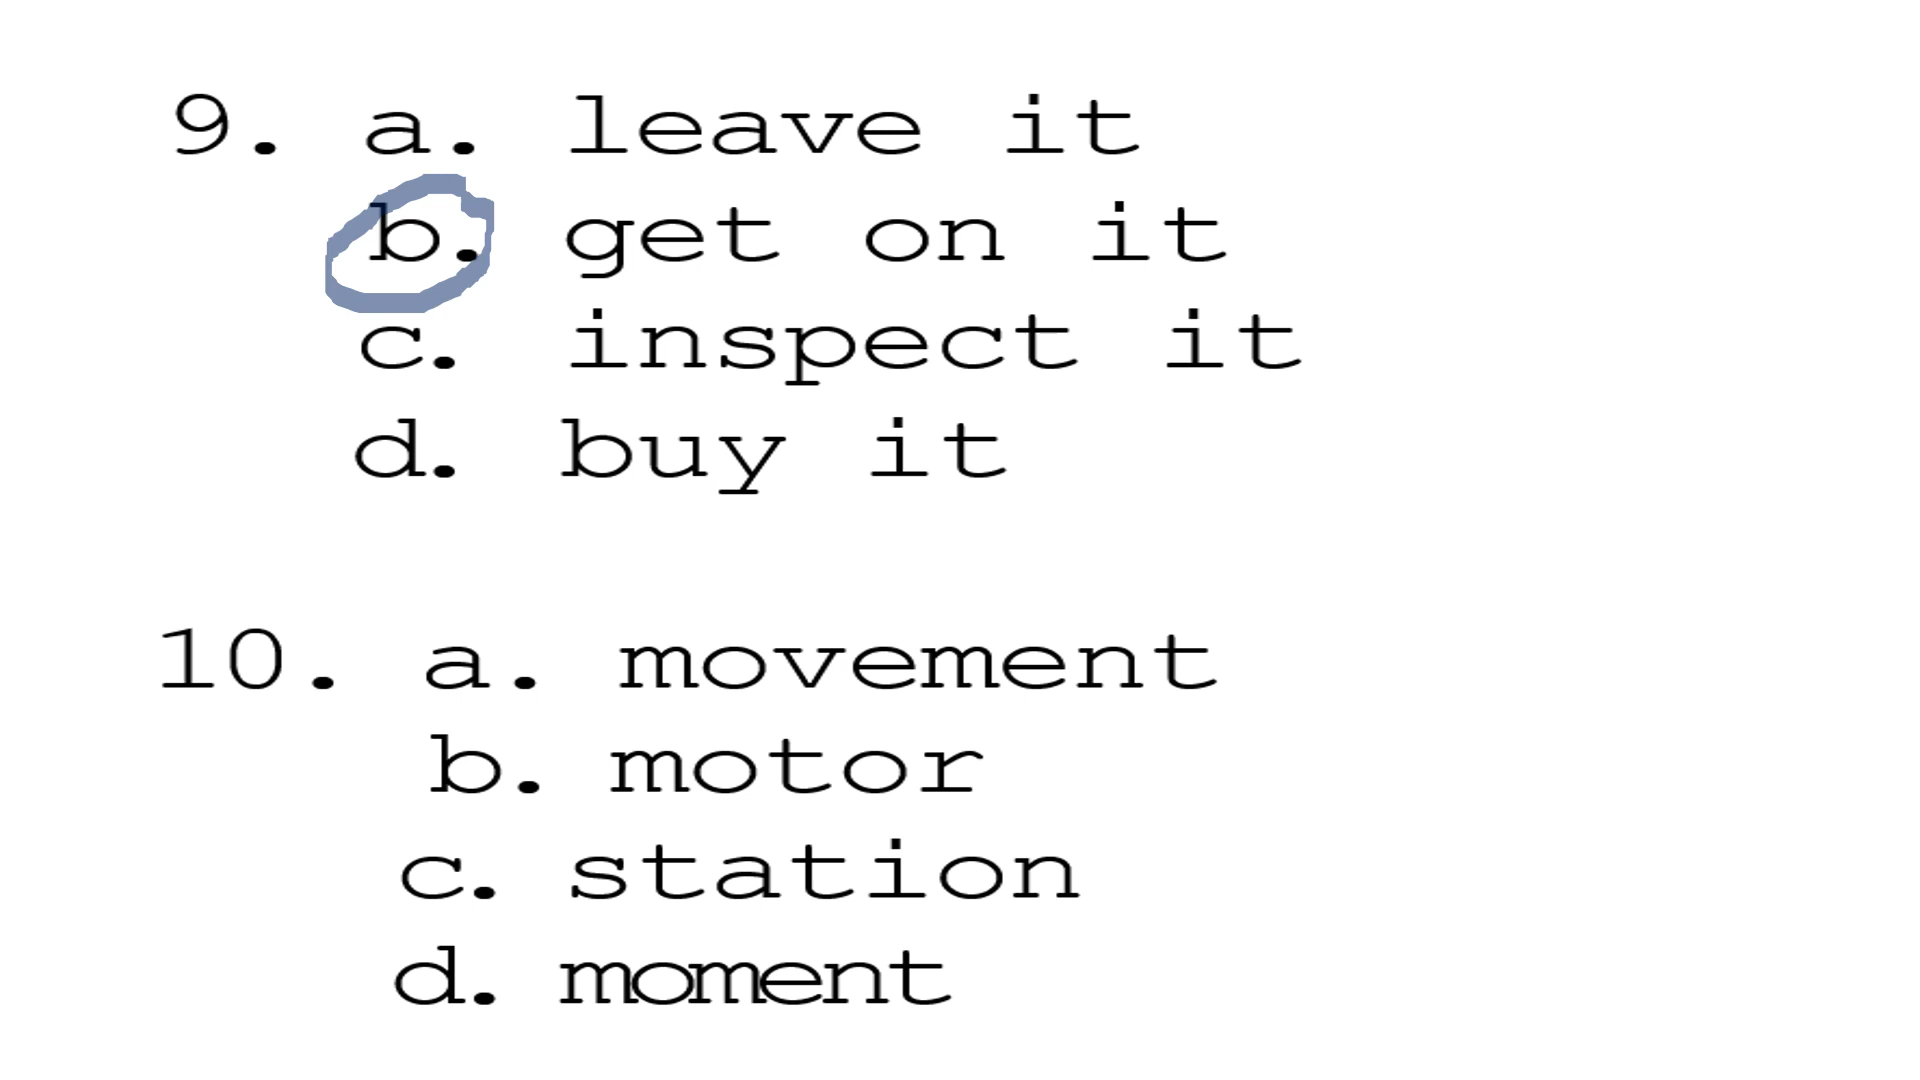 9. a. leave it
b. get on it
c. inspect it
d. buy it
10. a. movement
b. motor
c. station
d. moment